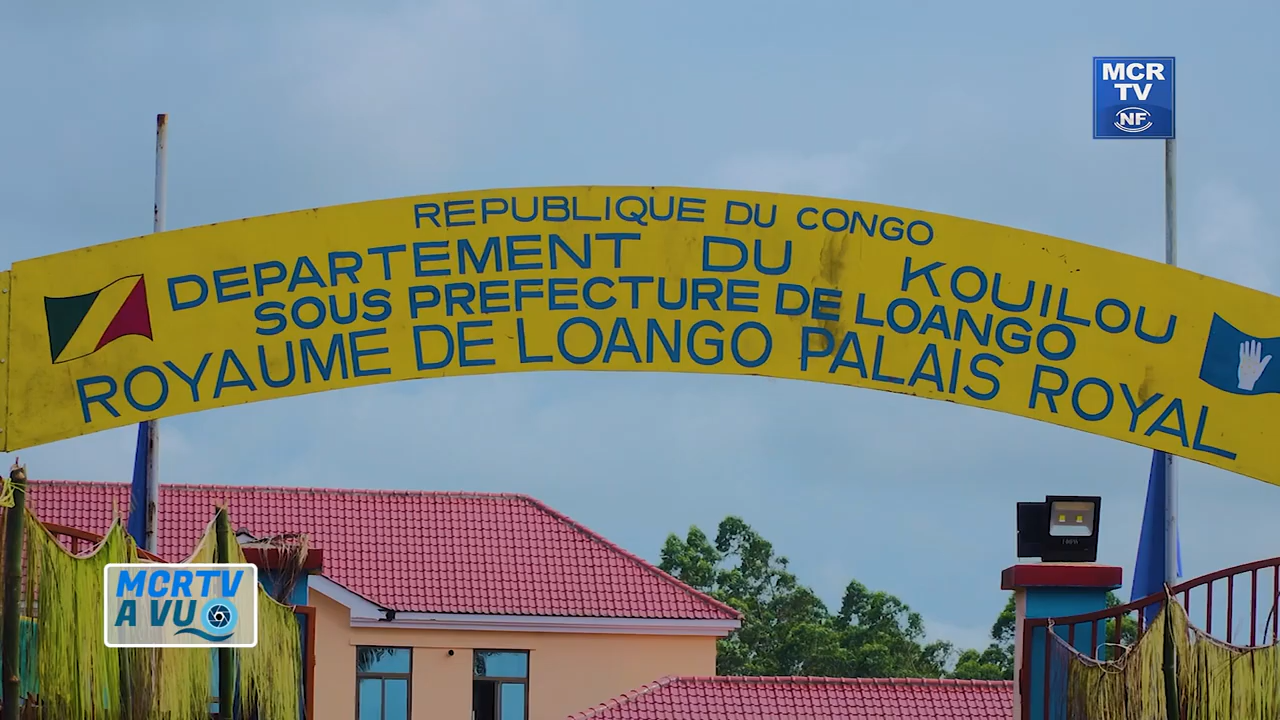 MCR
TV
NF
REPUBLIQUE DU CONGO
DEPARTEMENT DU KOUILOU
SOUS PREFECTURE DE LOANGO
ROYAUME DE LOANGO PALAIS ROYAL
MCRTV
A VU